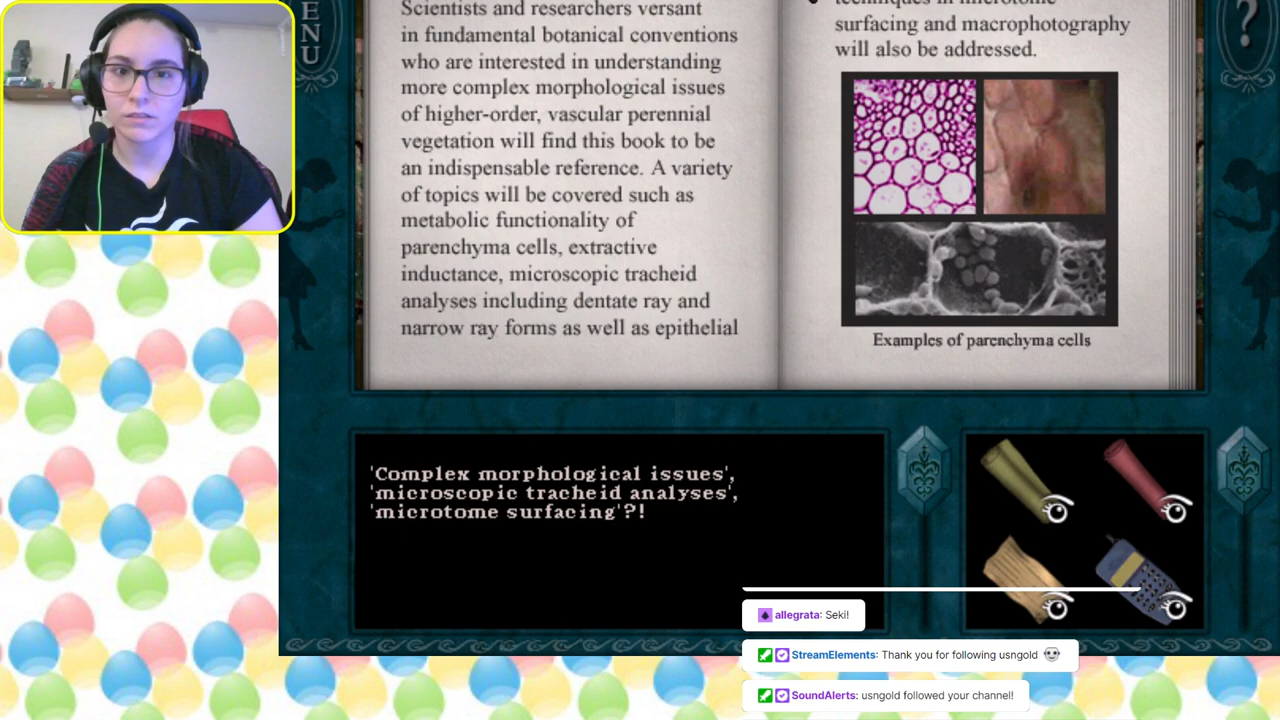 ENU
?
Scientists and researchers versant
in fundamental botanical conventions
who are interested in understanding
more complex morphological issues
of higher-order, vascular perennial
vegetation will find this book to be
an indispensable reference. A variety
of topics will be covered such as
metabolic functionality of
parenchyma cells, extractive
inductance, microscopic tracheid
analyses including dentate ray and
narrow ray forms as well as epithelial
techniques in microtome
surfacing and macrophotography
will also be addressed.
Examples of parenchyma cells
'Complex morphological issues',
'microscopic tracheid analyses',
'microtome surfacing'?!
allegrata: Seki!
StreamElements: Thank you for following usngold
SoundAlerts: usngold followed your channel!